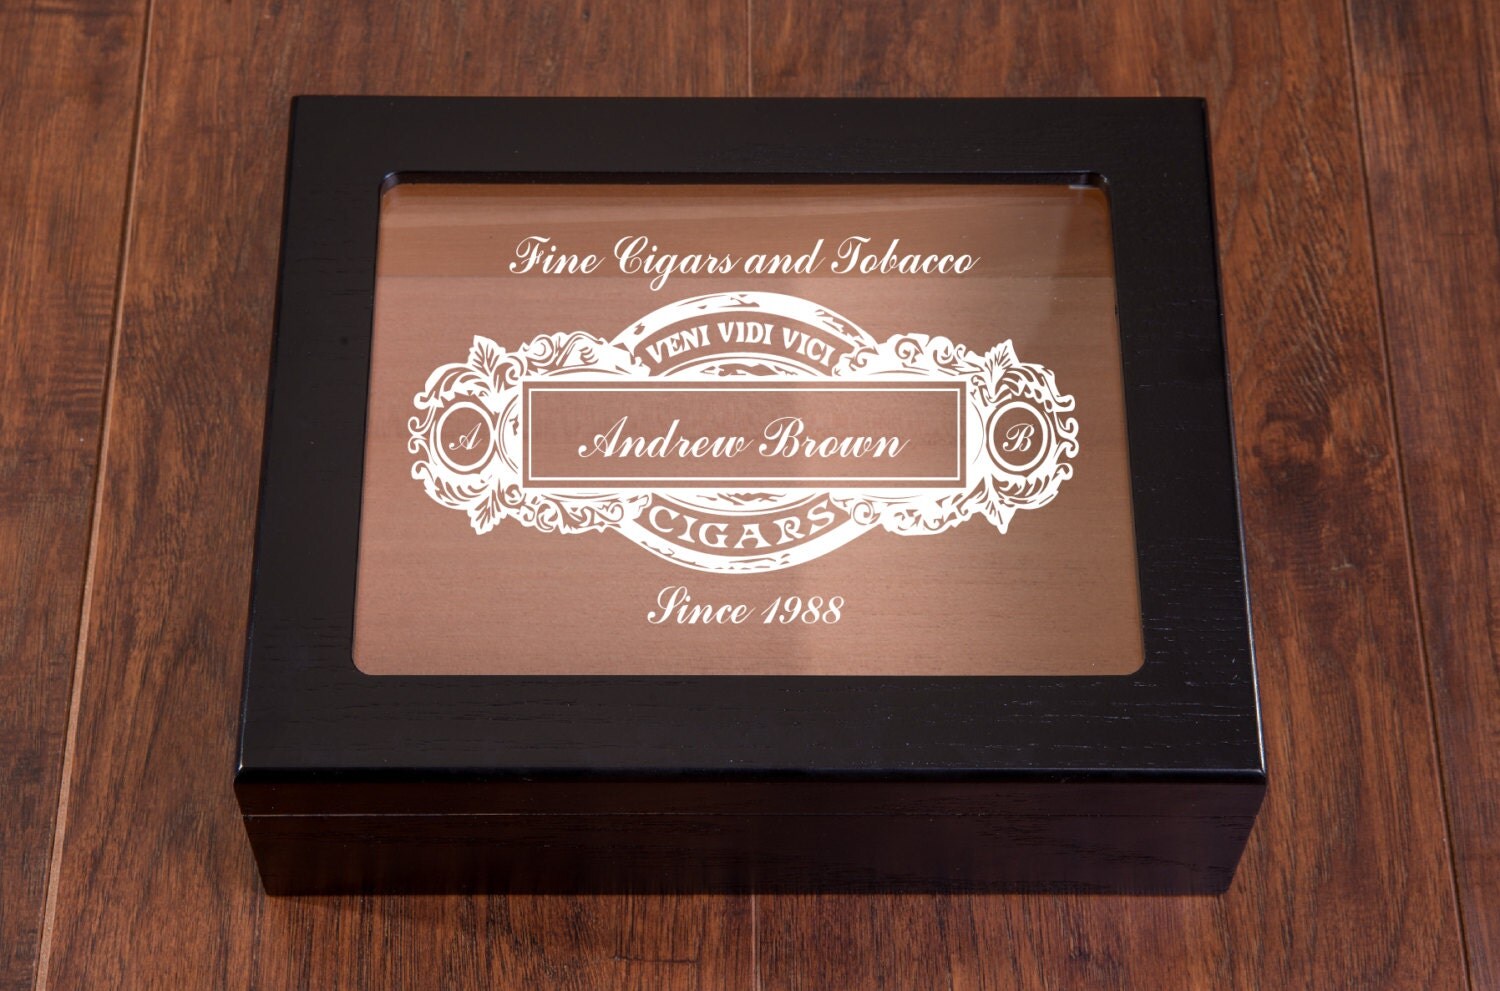 Fine Cigars and Tobacco
VENI VIDI VICI
A
Andrew Brown
B
CIGARS
Since 1988